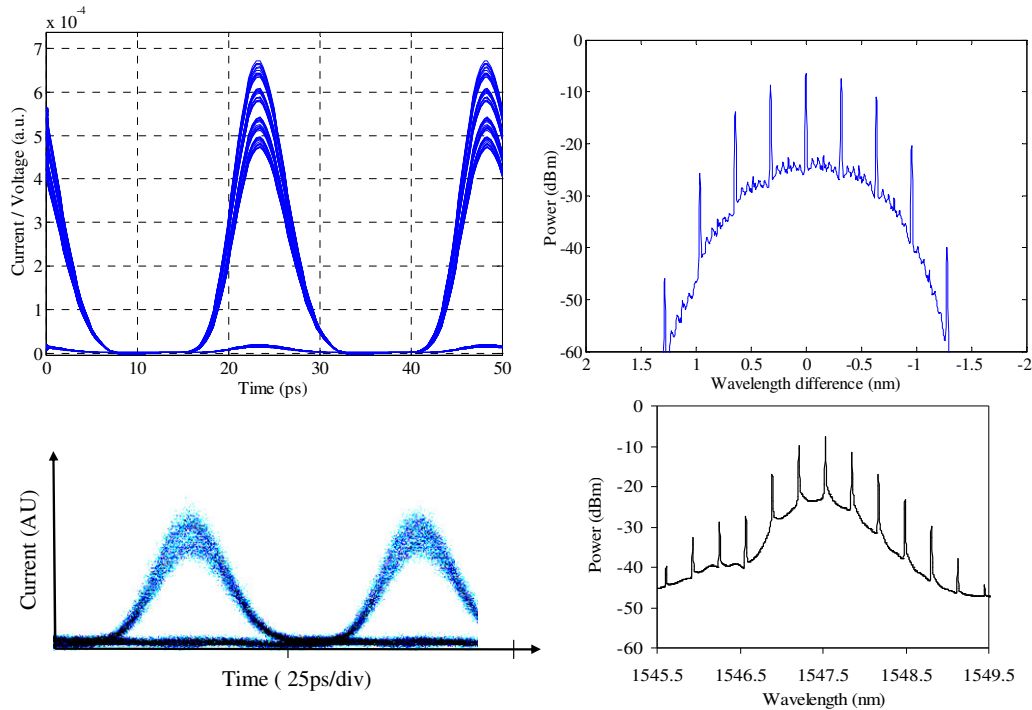 x 10⁻⁴
7
6
5
4
3
2
1
0
Current / Voltage (a.u.)
0 10 20 30 40 50
Time (ps)
0
-10
-20
-30
-40
-50
-60
Power (dBm)
2 1.5 1 0.5 0 -0.5 -1 -1.5 -2
Wavelength difference (nm)
Current (AU)
Time ( 25ps/div)
0
-10
-20
-30
-40
-50
-60
Power (dBm)
1545.5 1546.5 1547.5 1548.5 1549.5
Wavelength (nm)